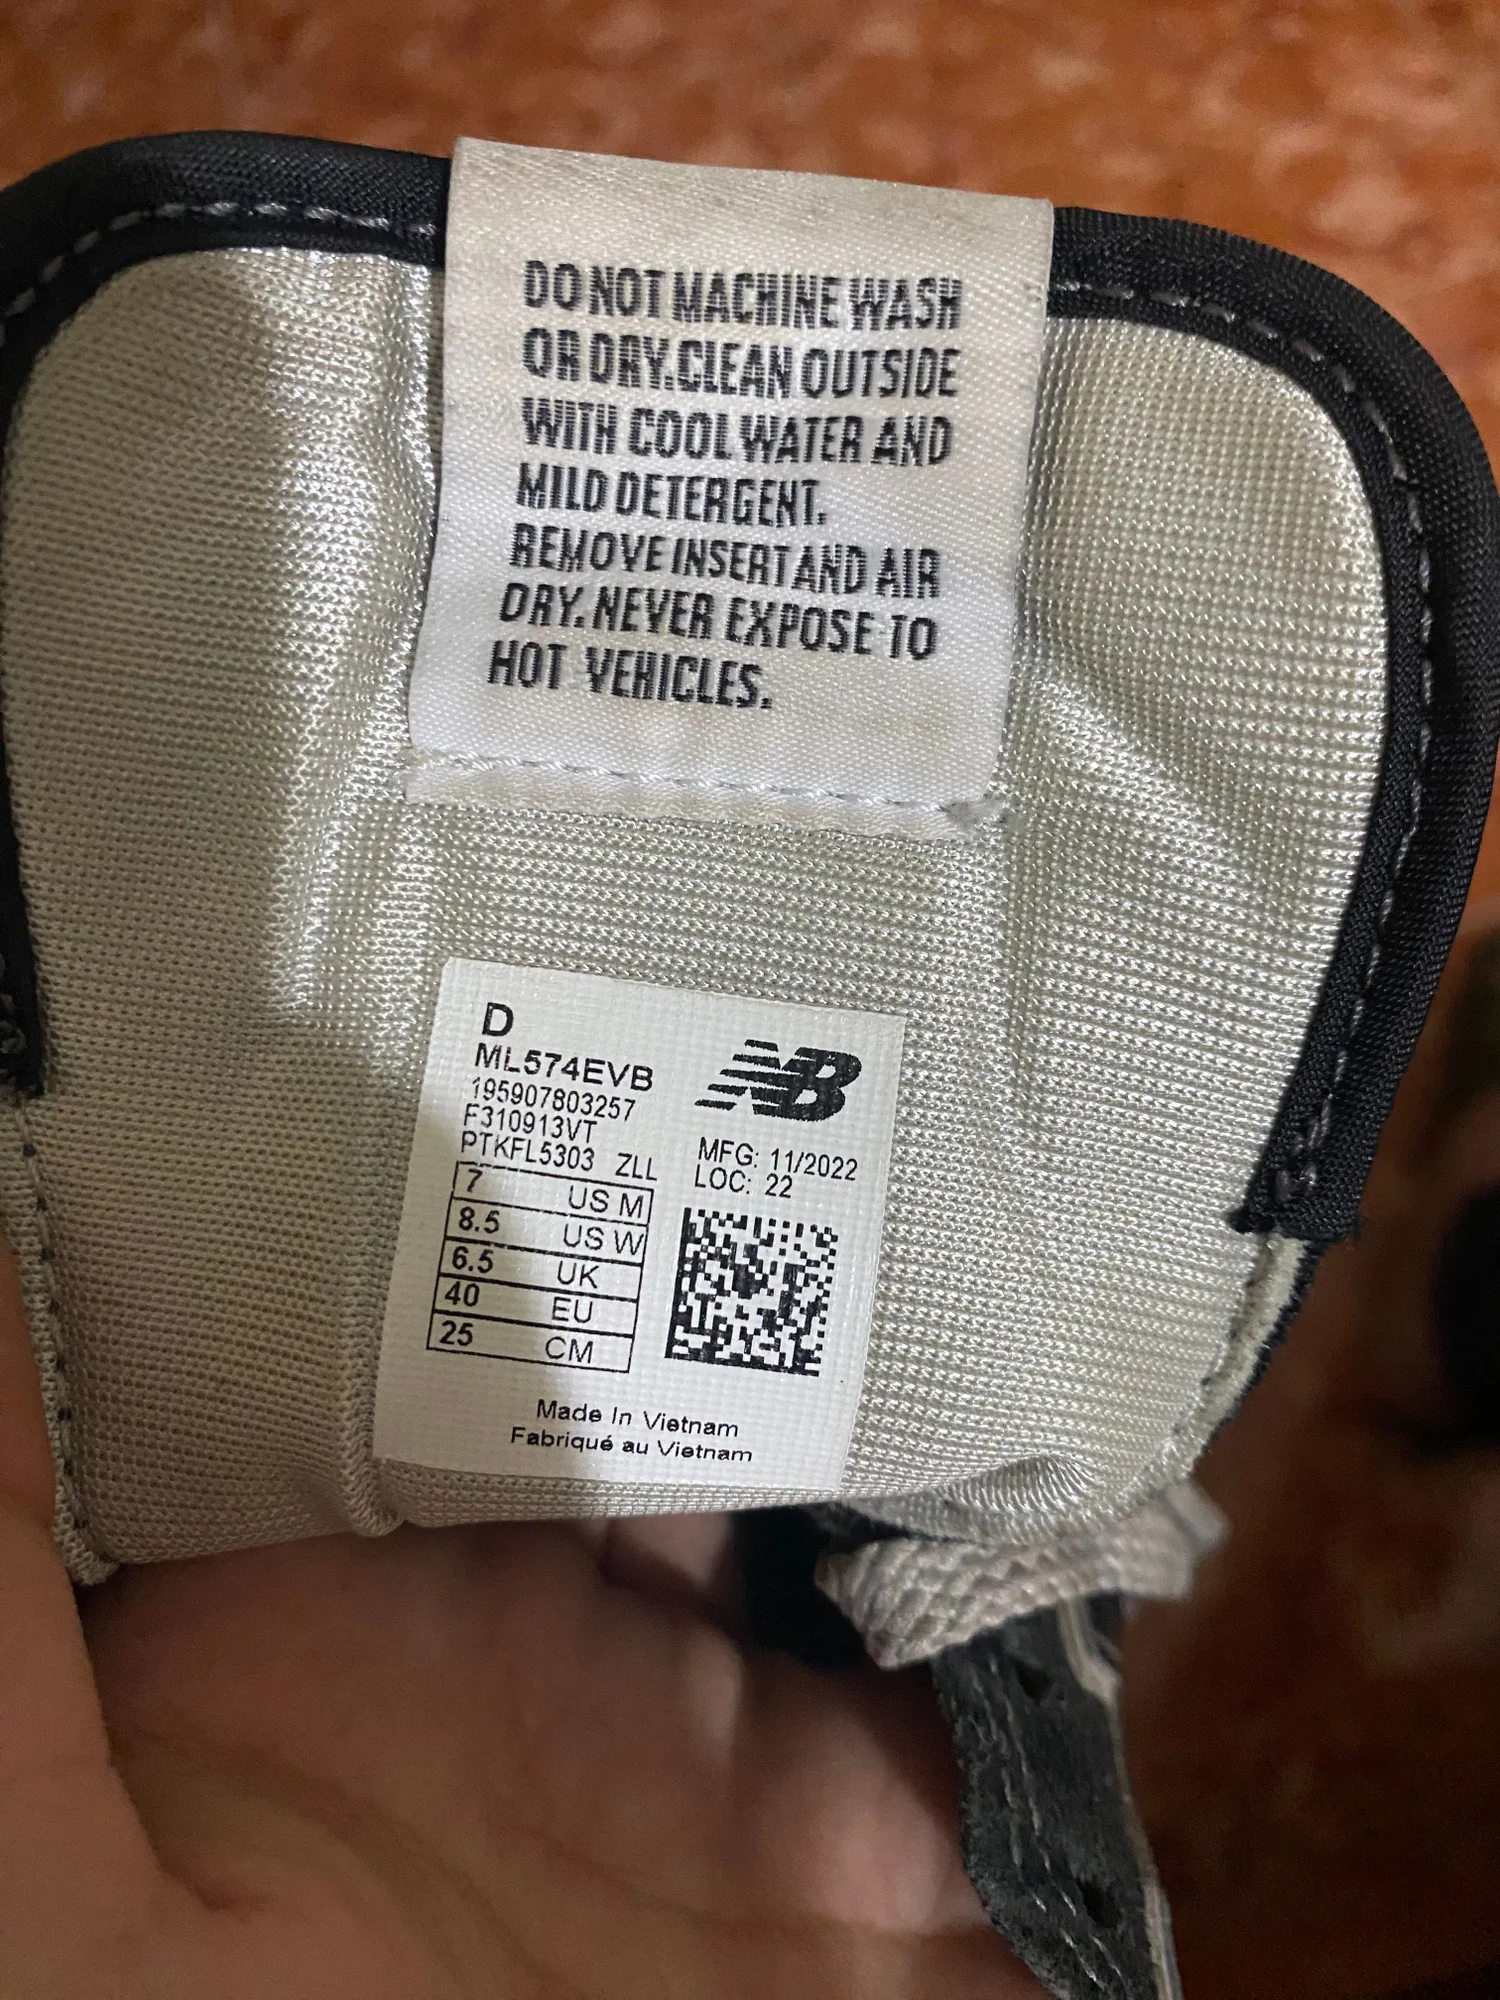 DO NOT MACHINE WASH
OR DRY.CLEAN OUTSIDE
WITH COOL WATER AND
MILD DETERGENT.
REMOVE INSERT AND AIR
DRY. NEVER EXPOSE TO
HOT VEHICLES.
D
ML574EVB
195907803257
F310913VT
PTKFL5303 ZLL
NB
MFG: 11/2022
LOC: 22
7 US M
8.5 US W
6.5 UK
40 EU
25 CM
Made In Vietnam
Fabriqué au Vietnam